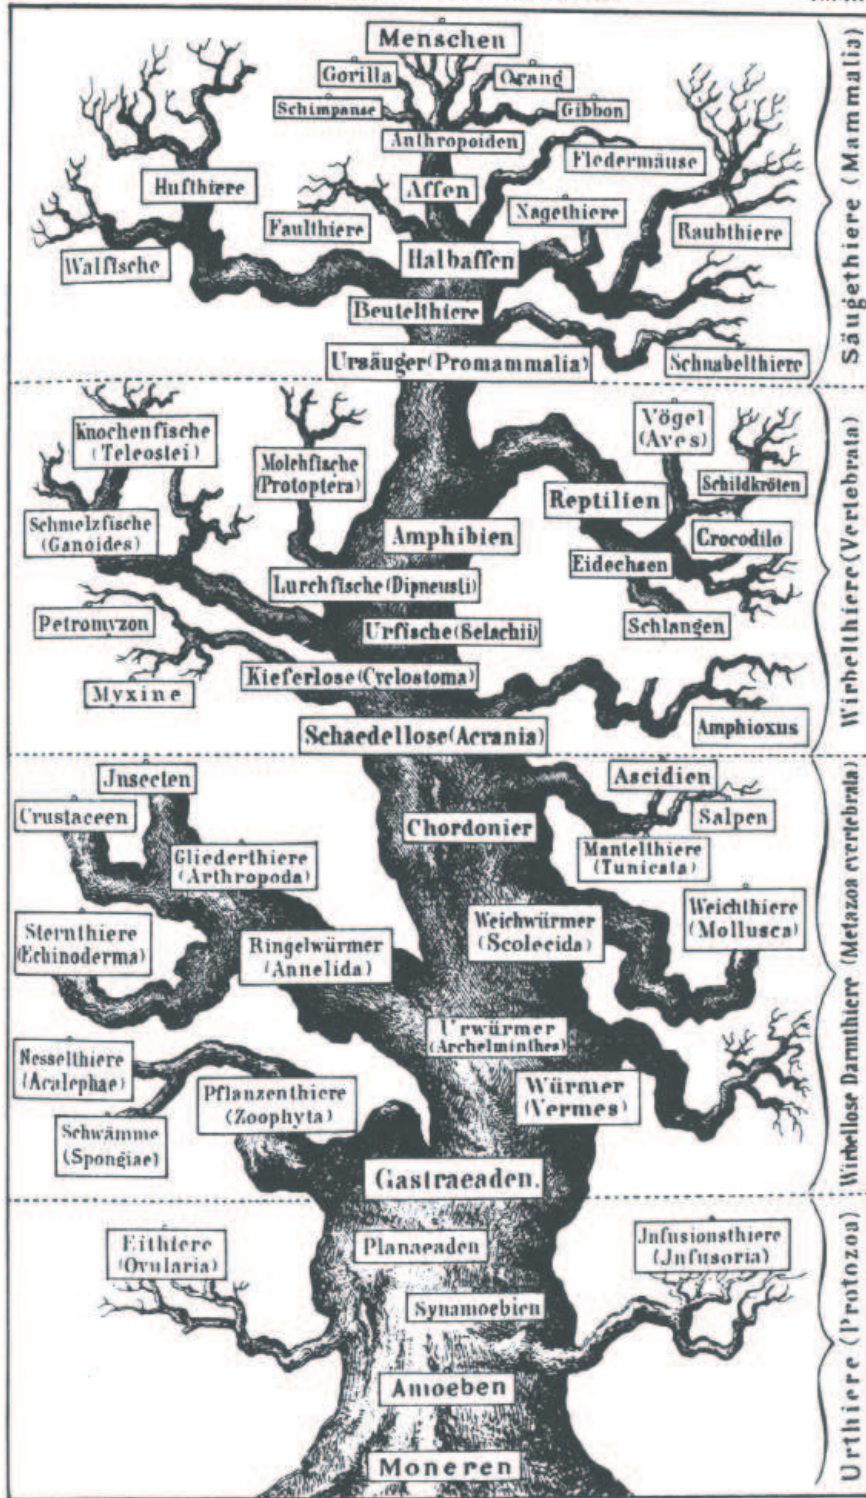 Menschen
Gorilla
Orang
Schimpanse
Gibbon
Anthropoiden
Fledermäuse
Hufthiere
Affen
Nagethiere
Faulthiere
Raubthiere
Walfische
Halbaffen
Beutelthiere
Ursäuger (Promammalia)
Schnabelthiere
Säugethiere (Mammalia)
Knochenfische
(Teleostei)
Vögel
(Aves)
Molchfische
(Protoptera)
Schildkröten
Reptilien
Schmelzfische
(Ganoides)
Amphibien
Crocodile
Eidechsen
Lurchfische (Dipneusti)
Petromyzon
Urfische (Selachii)
Schlangen
Kieferlose (Cyclostoma)
Myxine
Schaedellose (Acrania)
Amphioxus
Wirbelthiere (Vertebrata)
Jnsecten
Ascidien
Crustaceen
Salpen
Chordonier
Gliederthiere
(Arthropoda)
Mantelthiere
(Tunicata)
Sternthiere
(Echinoderma)
Ringelwürmer
(Annelida)
Weichwürmer
(Scolecida)
Weichthiere
(Mollusca)
Urwürmer
(Archelminthes)
Nesselthiere
(Acalephae)
Pflanzenthiere
(Zoophyta)
Würmer
(Vermes)
Schwämme
(Spongiae)
Gastraeaden.
Wirbellose Darmthiere (Metazoa evertebrata)
Eithiere
(Ovularia)
Planaeaden
Jnfusionsthiere
(Jnfusoria)
Synamoebien
Amoeben
Moneren
Urthiere (Protozoa)